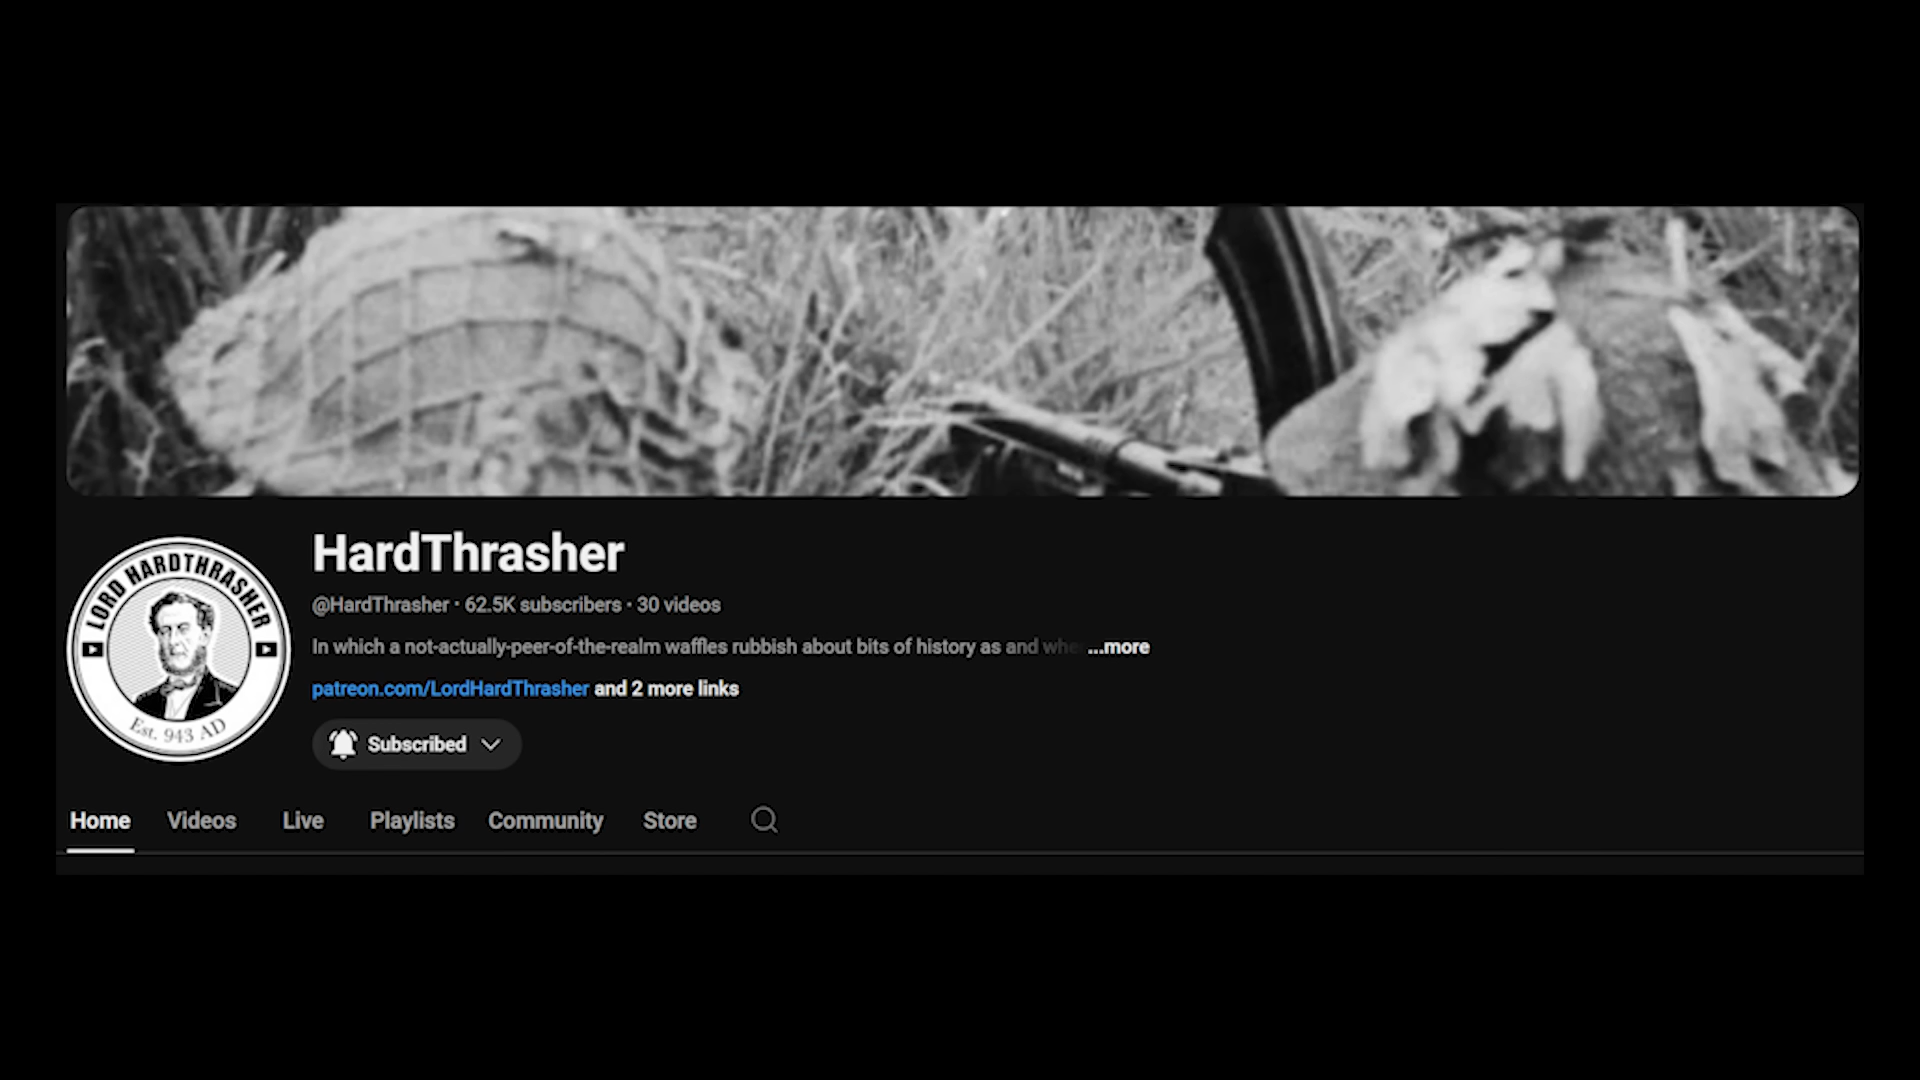 LORD HARDTHRASHER
Est. 943 AD
HardThrasher
@HardThrasher · 62.5K subscribers · 30 videos
In which a not-actually-peer-of-the-realm waffles rubbish about bits of history as and ...more
patreon.com/LordHardThrasher and 2 more links
Subscribed
Home Videos Live Playlists Community Store